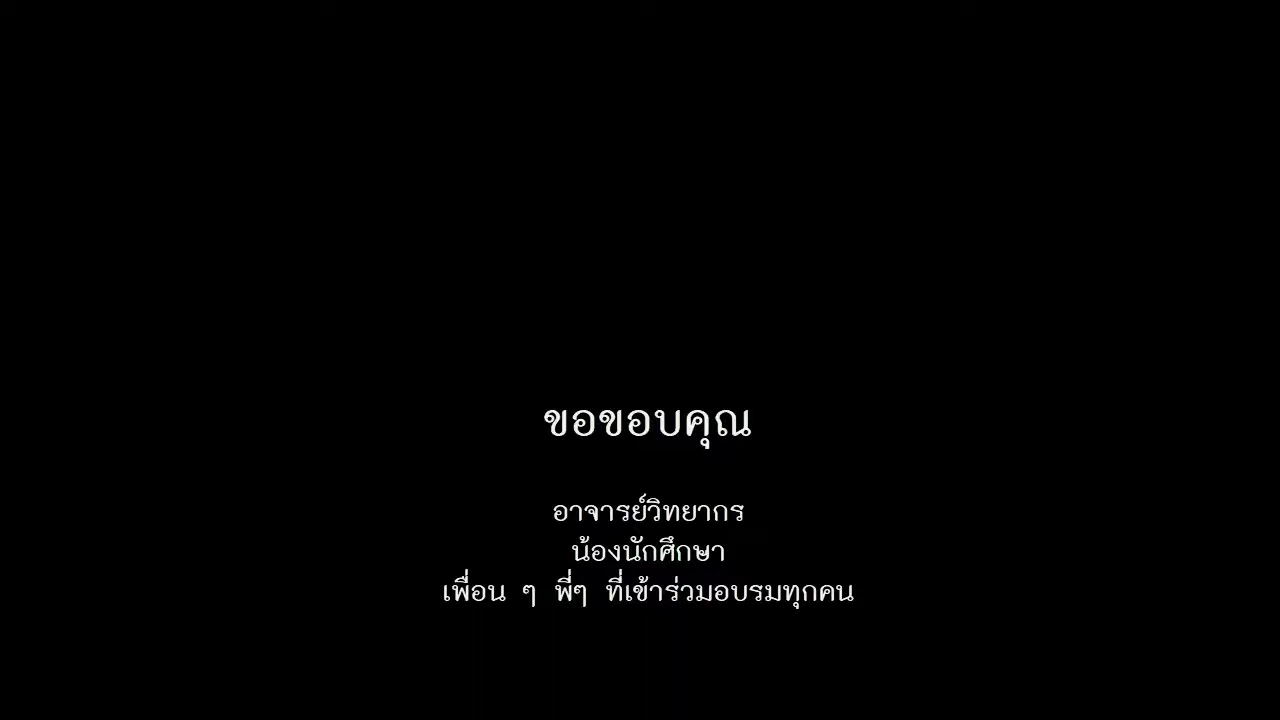 ขอขอบคุณ
อาจารย์วิทยากร
น้องนักศึกษา
เพื่อน ๆ พี่ๆ ที่เข้าร่วมอบรมทุกคน